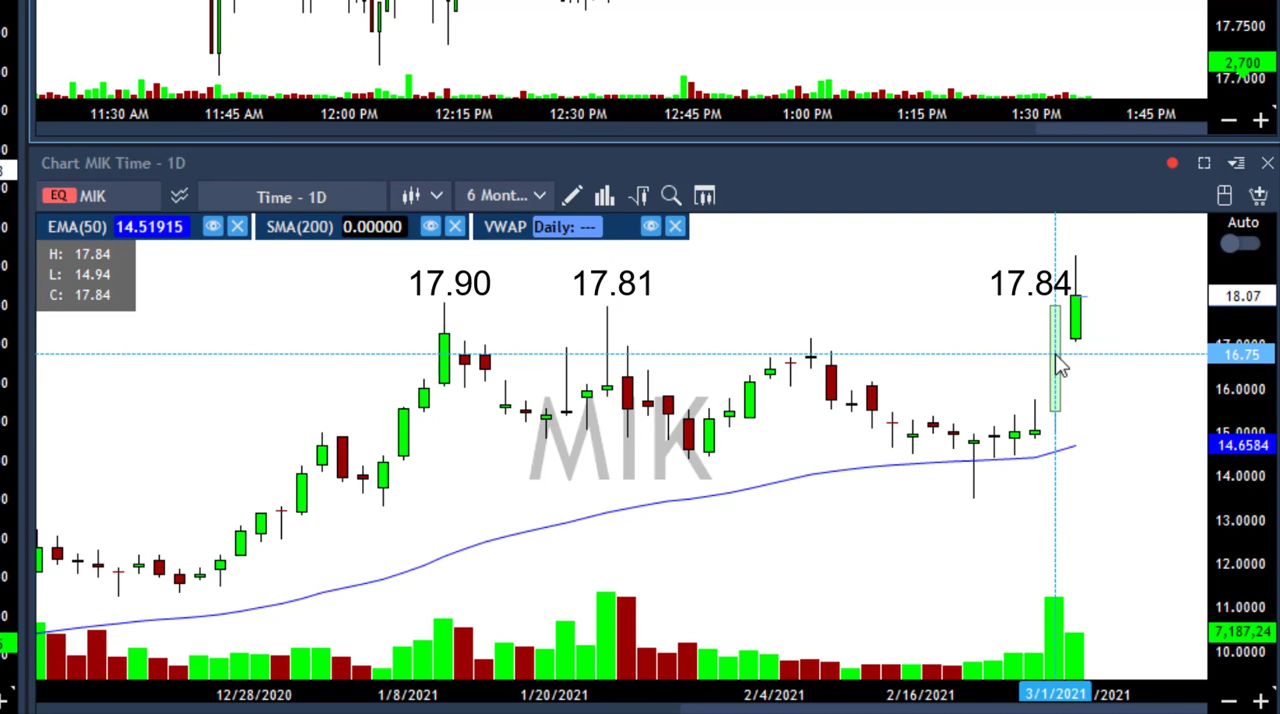 17.7500
2,700
17.7000
11:30 AM 11:45 AM 12:00 PM 12:15 PM 12:30 PM 12:45 PM 1:00 PM 1:15 PM 1:30 PM 1:45 PM
Chart MIK Time - 1D
EQ MIK Time - 1D 6 Mont...
EMA(50) 14.51915 SMA(200) 0.00000 VWAP Daily: ---
Auto
H: 17.84
L: 14.94
C: 17.84
17.90 17.81 17.84
18.07
16.75
16.0000
14.6584
14.0000
13.0000
12.0000
11.0000
7,187,24
10.0000
MIK
12/28/2020 1/8/2021 1/20/2021 2/4/2021 2/16/2021 3/1/2021 /2021